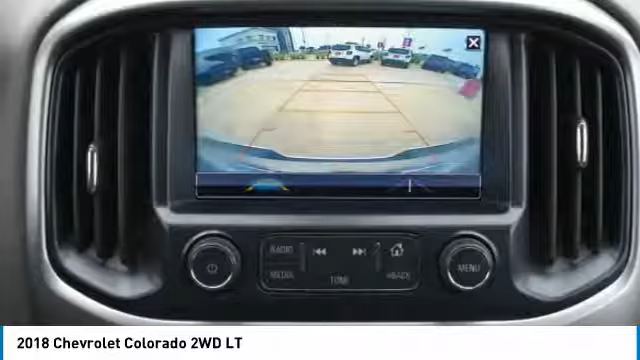 RADIO
MEDIA
TUNE
BACK
MENU
2018 Chevrolet Colorado 2WD LT